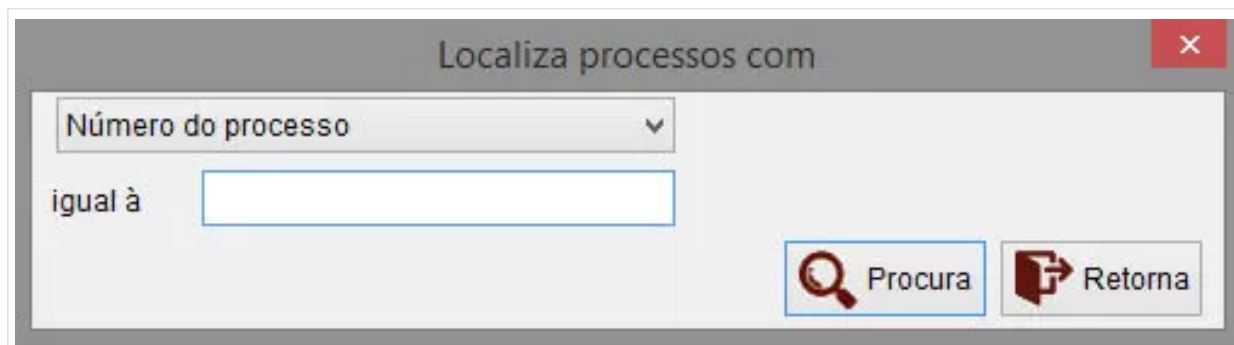 Localiza processos com
Número do processo
igual à
Procura
Retorna